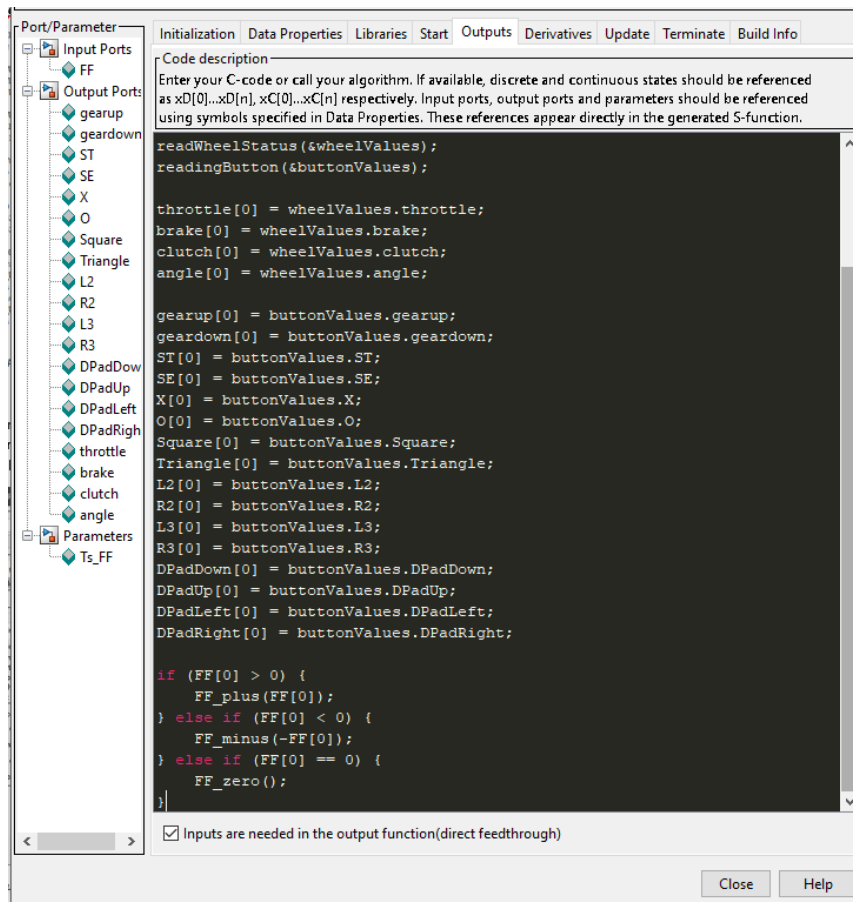 Port/Parameter
Input Ports
FF
Output Ports
gearup
geardown
ST
SE
X
O
Square
Triangle
L2
R2
L3
R3
DPadDow
DPadUp
DPadLeft
DPadRigh
throttle
brake
clutch
angle
Parameters
Ts_FF
Initialization Data Properties Libraries Start Outputs Derivatives Update Terminate Build Info
Code description
Enter your C-code or call your algorithm. If available, discrete and continuous states should be referenced
as xD[0]...xD[n], xC[0]...xC[n] respectively. Input ports, output ports and parameters should be referenced
using symbols specified in Data Properties. These references appear directly in the generated S-function.
readWheelStatus(&wheelValues);
readingButton(&buttonValues);
throttle[0] = wheelValues.throttle;
brake[0] = wheelValues.brake;
clutch[0] = wheelValues.clutch;
angle[0] = wheelValues.angle;
gearup[0] = buttonValues.gearup;
geardown[0] = buttonValues.geardown;
ST[0] = buttonValues.ST;
SE[0] = buttonValues.SE;
X[0] = buttonValues.X;
O[0] = buttonValues.O;
Square[0] = buttonValues.Square;
Triangle[0] = buttonValues.Triangle;
L2[0] = buttonValues.L2;
R2[0] = buttonValues.R2;
L3[0] = buttonValues.L3;
R3[0] = buttonValues.R3;
DPadDown[0] = buttonValues.DPadDown;
DPadUp[0] = buttonValues.DPadUp;
DPadLeft[0] = buttonValues.DPadLeft;
DPadRight[0] = buttonValues.DPadRight;
if (FF[0] > 0) {
    FF_plus(FF[0]);
} else if (FF[0] < 0) {
    FF_minus(-FF[0]);
} else if (FF[0] == 0) {
    FF_zero();
}
Inputs are needed in the output function(direct feedthrough)
Close Help